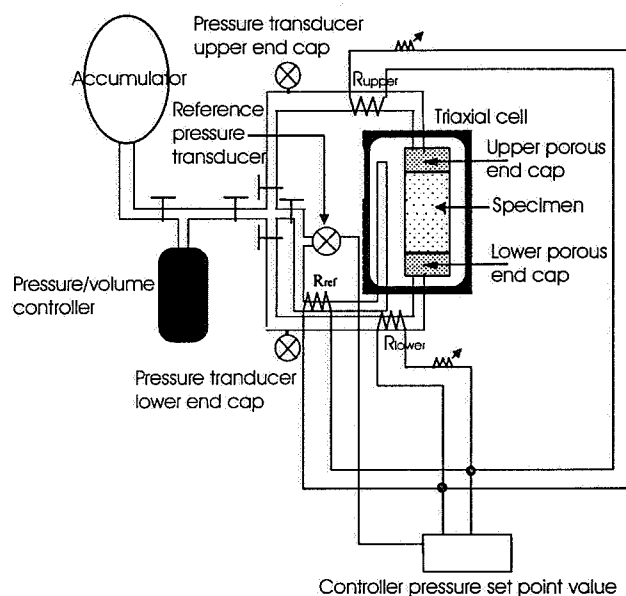 Pressure transducer
upper end cap
Accumulator
Rupper
Reference
pressure
transducer
Triaxial cell
Upper porous
end cap
Specimen
Lower porous
end cap
Pressure/volume
controller
Rref
Rlower
Pressure tranducer
lower end cap
Controller pressure set point value